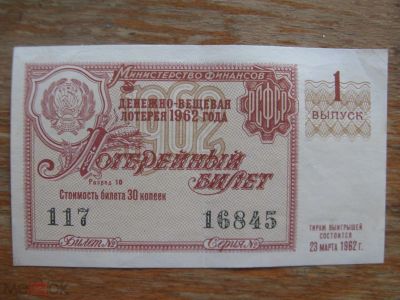 МИНИСТЕРСТВО ФИНАНСОВ
РСФСР
ДЕНЕЖНО-ВЕЩЕВАЯ
ЛОТЕРЕЯ 1962 ГОДА
1962
1
ВЫПУСК
ЛОТЕРЕЙНЫЙ
БИЛЕТ
Разряд 10
Стоимость билета 30 копеек
117 16845
Билет № Серия №
ТИРАЖ ВЫИГРЫШЕЙ
СОСТОИТСЯ
23 МАРТА 1962 г.